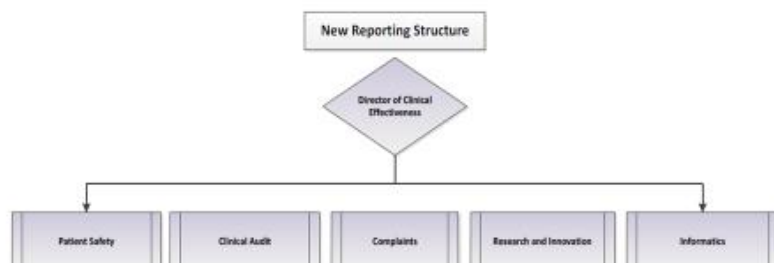 New Reporting Structure
Director of Clinical
Effectiveness
Patient Safety
Clinical Audit
Complaints
Research and Innovation
Informatics